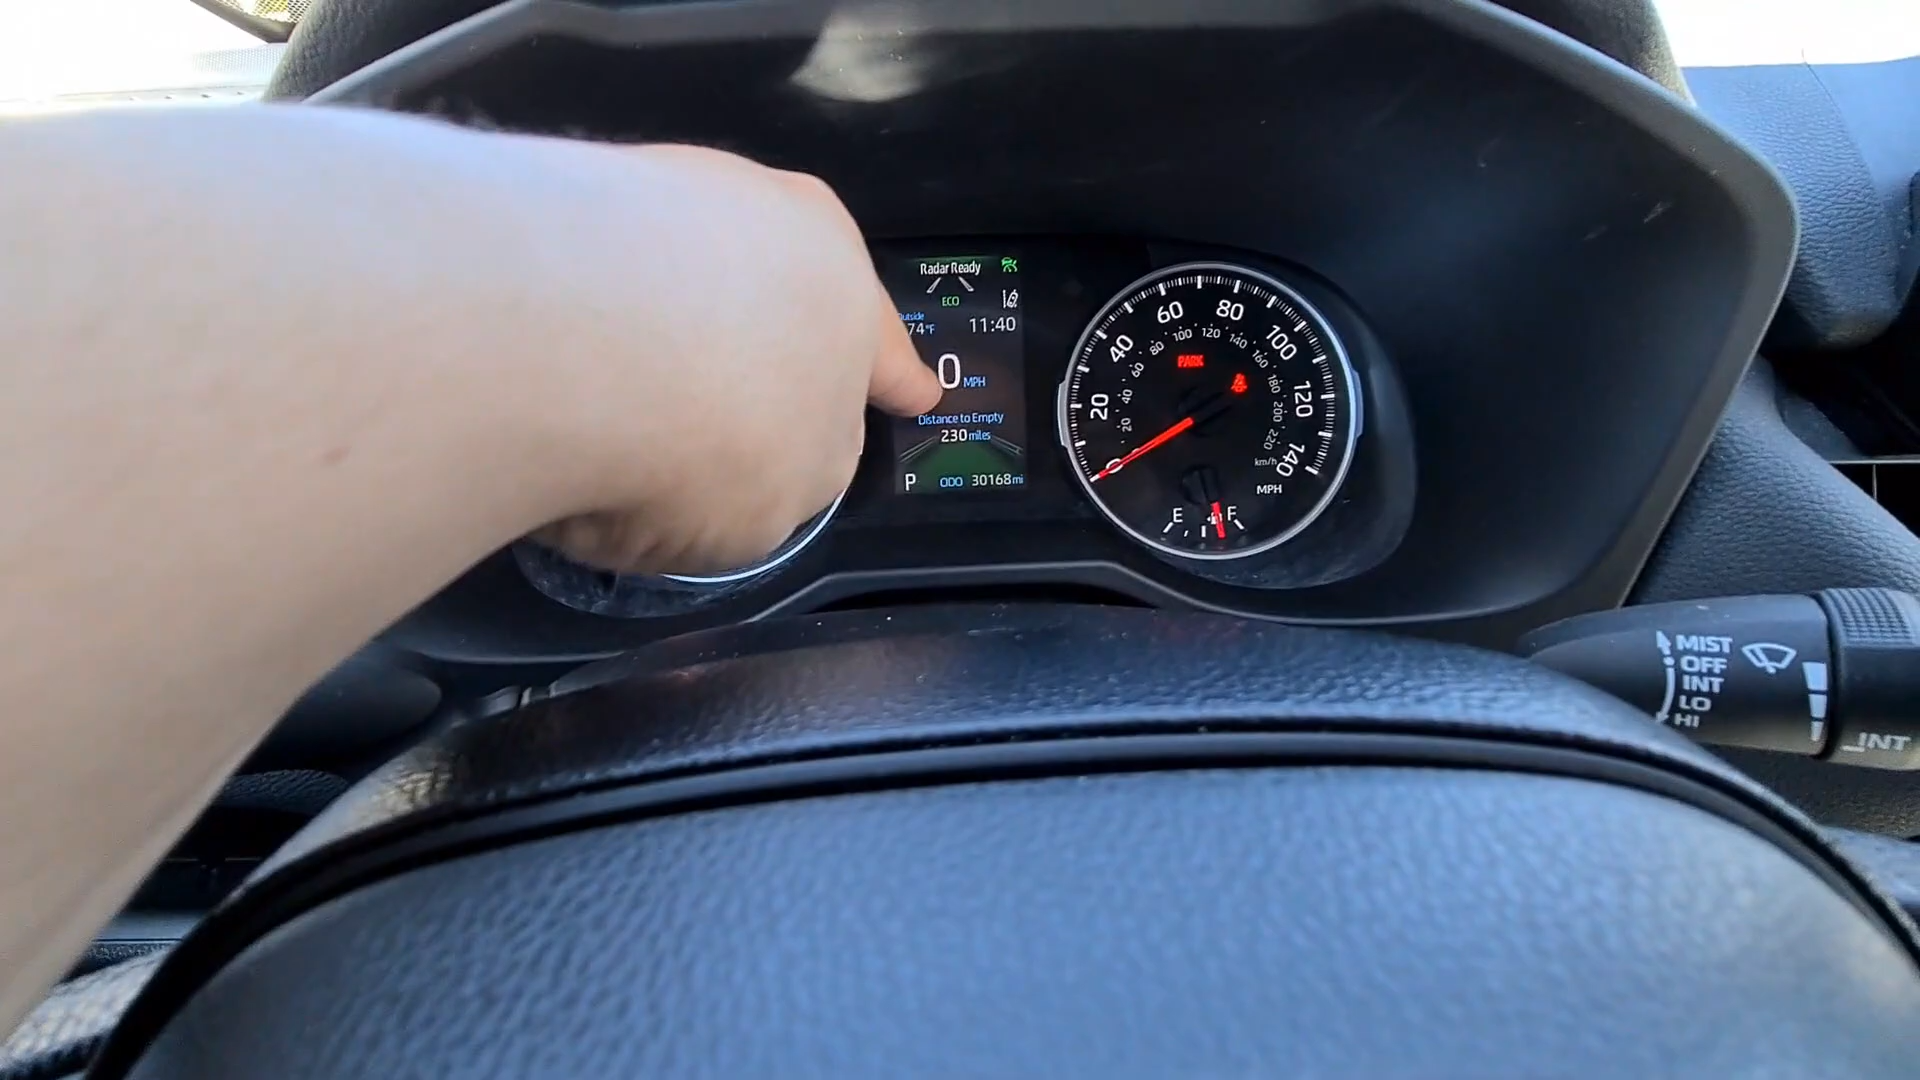 Radar Ready
ECO
Outside
74°F 11:40
0 MPH
Distance to Empty
230 miles
P ODO 30168 mi
0 20 40 60 80 100 120 140
20 40 60 80 100 120 140 160 180 200 220
km/h
MPH
PARK
E F
MIST
OFF
INT
LO
HI
INT